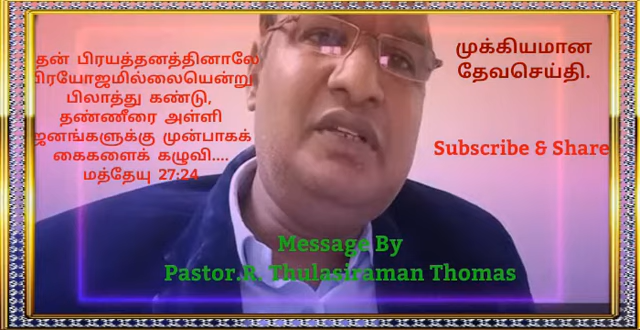 தன் பிரயத்தனத்தினாலே
பிரயோஜமில்லையென்று
பிலாத்து கண்டு,
தண்ணீரை அள்ளி
ஜனங்களுக்கு முன்பாகக்
கைகளைக் கழுவி....
மத்தேயு 27:24
முக்கியமான
தேவசெய்தி.
Subscribe & Share
Message By
Pastor.R. Thulasiraman Thomas